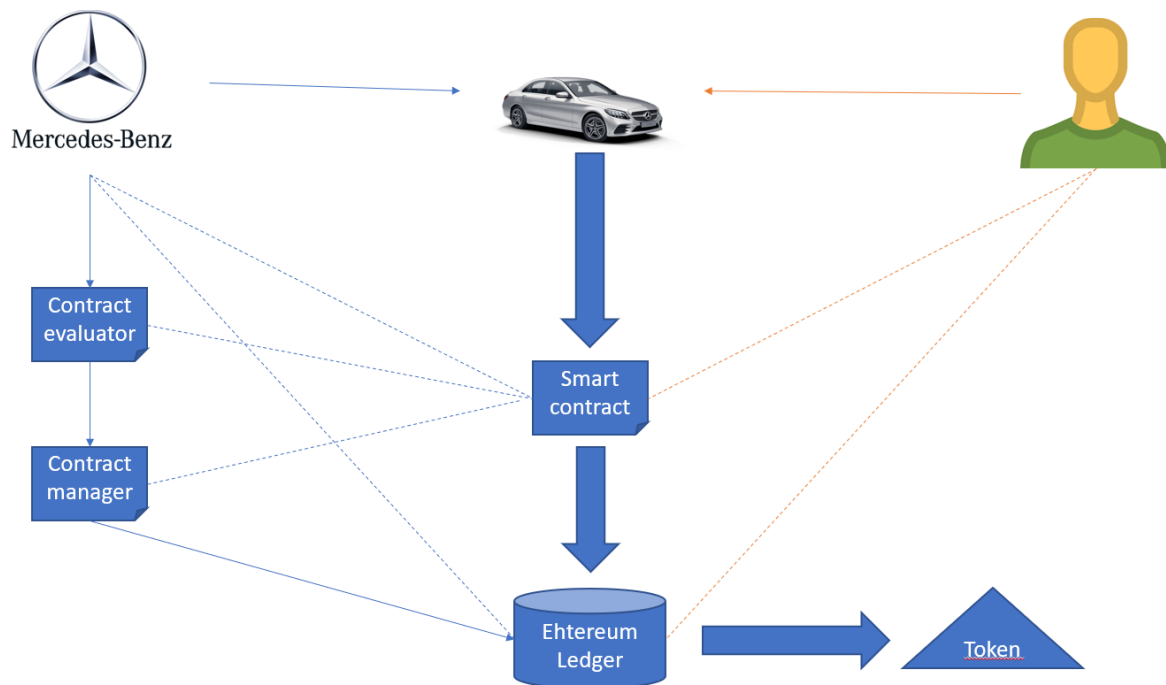 Mercedes-Benz
Contract
evaluator
Smart
contract
Contract
manager
Ehtereum
Ledger
Token